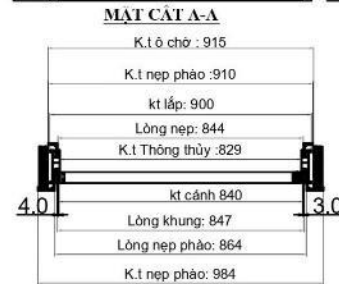 MẶT CẮT A-A
K.t ô chờ : 915
K.t nẹp phào :910
kt lắp: 900
Lòng nẹp: 844
K.t Thông thủy :829
kt cánh 840
4.0
3.0
Lòng khung: 847
Lòng nẹp phào: 864
K.t nẹp phào: 984